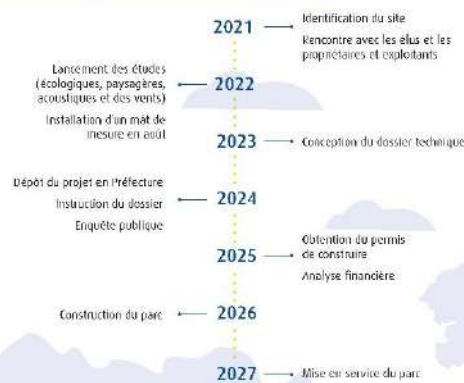 2021
Identification du site
Rencontre avec les élus et les
propriétaires et exploitants
Lancement des études
(écologiques, paysagères,
acoustiques et des vents)
Installation d'un mât de
mesure en août
2022
2023
Conception du dossier technique
Dépôt du projet en Préfecture
Instruction du dossier
Enquête publique
2024
2025
Obtention du permis
de construire
Analyse financière
Construction du parc
2026
2027
Mise en service du parc